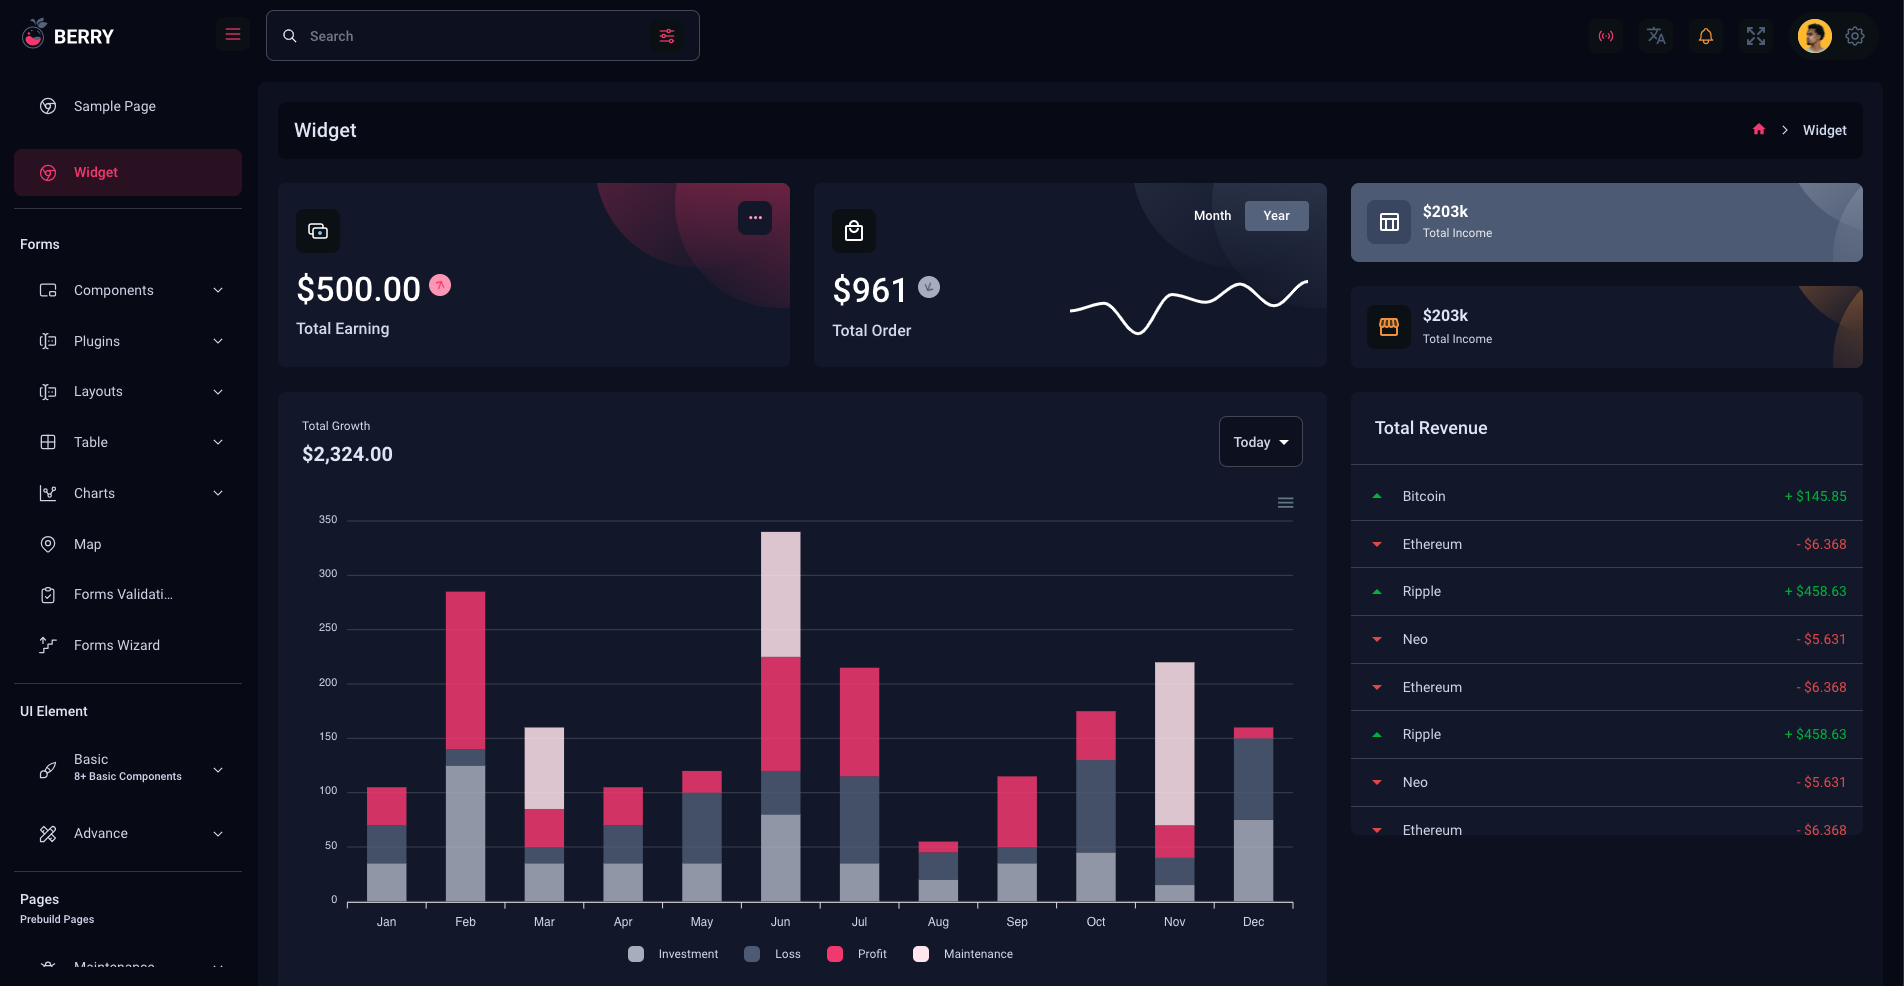 BERRY
Search
Sample Page
Widget
Forms
Components
Plugins
Layouts
Table
Charts
Map
Forms Validati...
Forms Wizard
UI Element
Basic
8+ Basic Components
Advance
Pages
Prebuild Pages
Maintenance
Widget
Widget
$500.00
Total Earning
Month Year
$961
Total Order
$203k
Total Income
$203k
Total Income
Total Growth
$2,324.00
Today
350
300
250
200
150
100
50
0
Jan Feb Mar Apr May Jun Jul Aug Sep Oct Nov Dec
Investment Loss Profit Maintenance
Total Revenue
Bitcoin + $145.85
Ethereum - $6.368
Ripple + $458.63
Neo - $5.631
Ethereum - $6.368
Ripple + $458.63
Neo - $5.631
Ethereum - $6.368